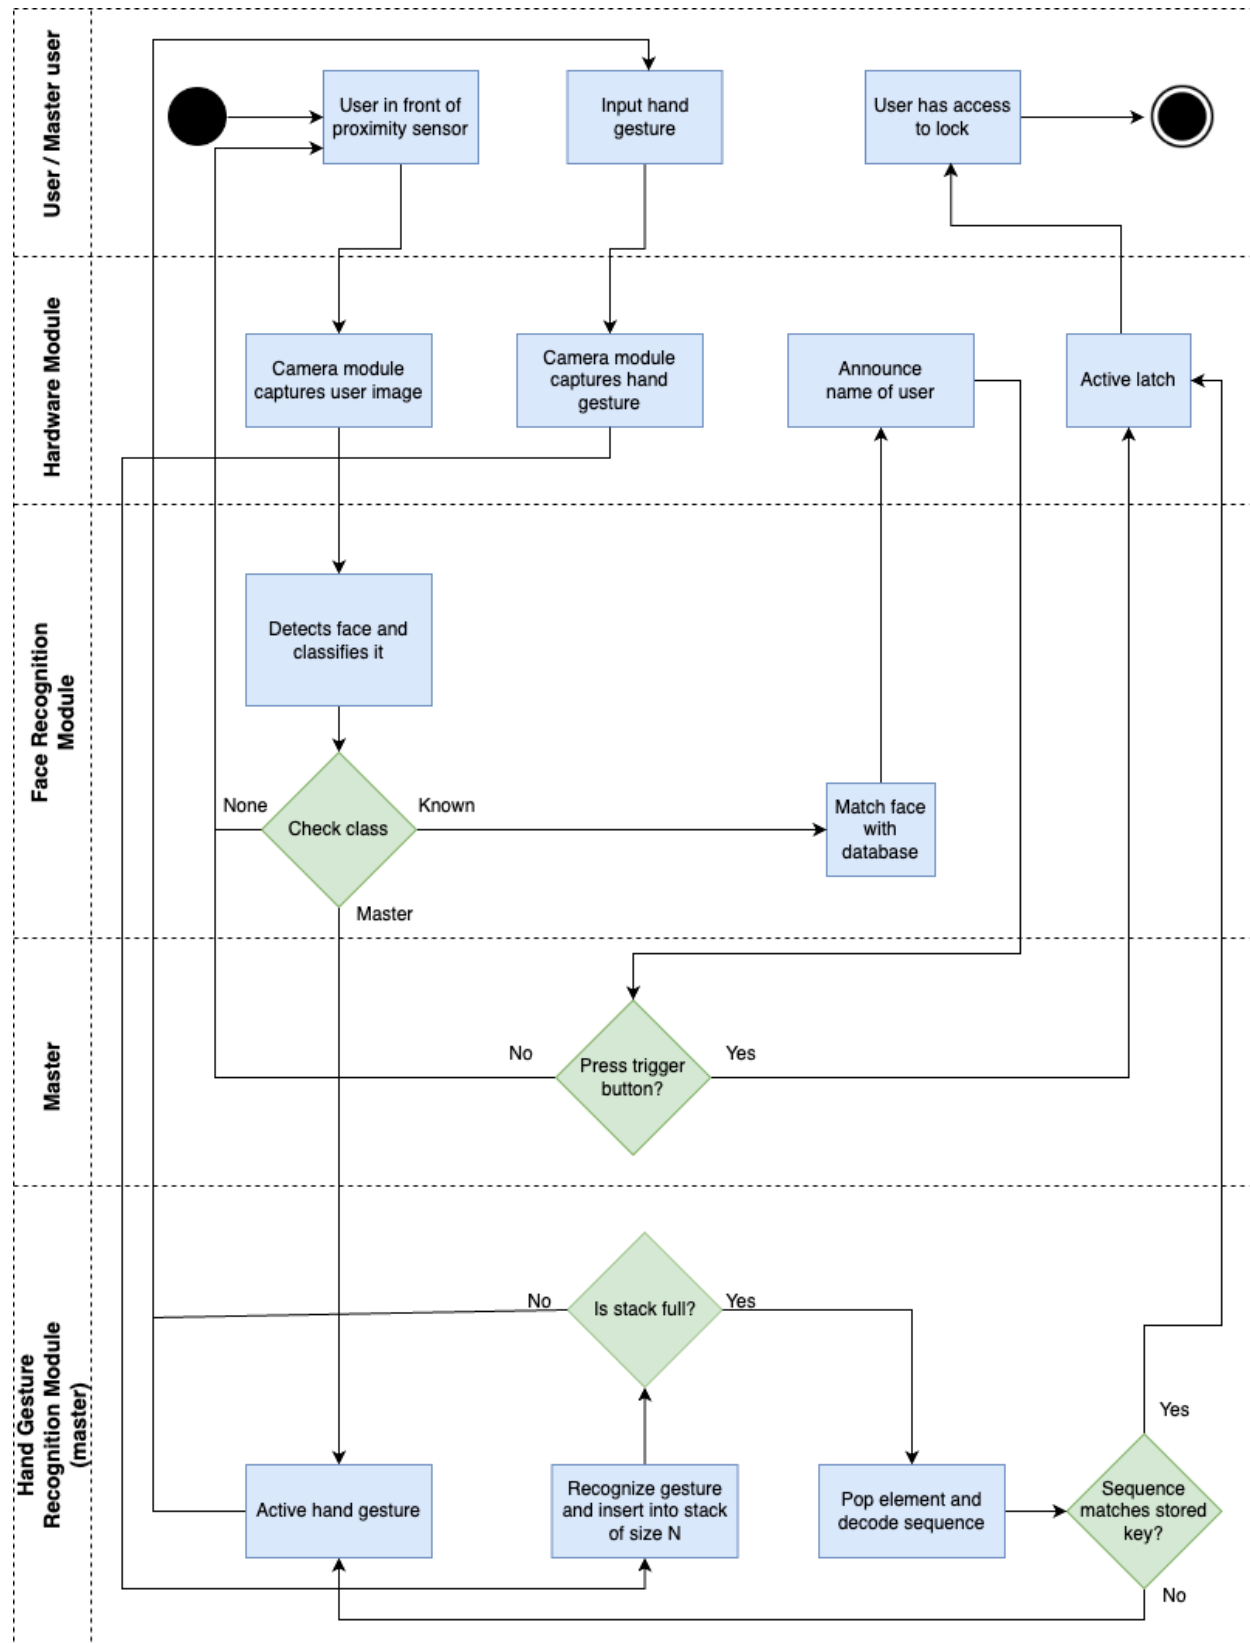 User / Master user
User in front of
proximity sensor
Input hand
gesture
User has access
to lock
Hardware Module
Camera module
captures user image
Camera module
captures hand
gesture
Announce
name of user
Active latch
Face Recognition
Module
Detects face and
classifies it
None
Check class
Known
Master
Match face
with
database
Master
No
Press trigger
button?
Yes
Hand Gesture
Recognition Module
(master)
No
Is stack full?
Yes
Active hand gesture
Recognize gesture
and insert into stack
of size N
Pop element and
decode sequence
Yes
Sequence
matches stored
key?
No